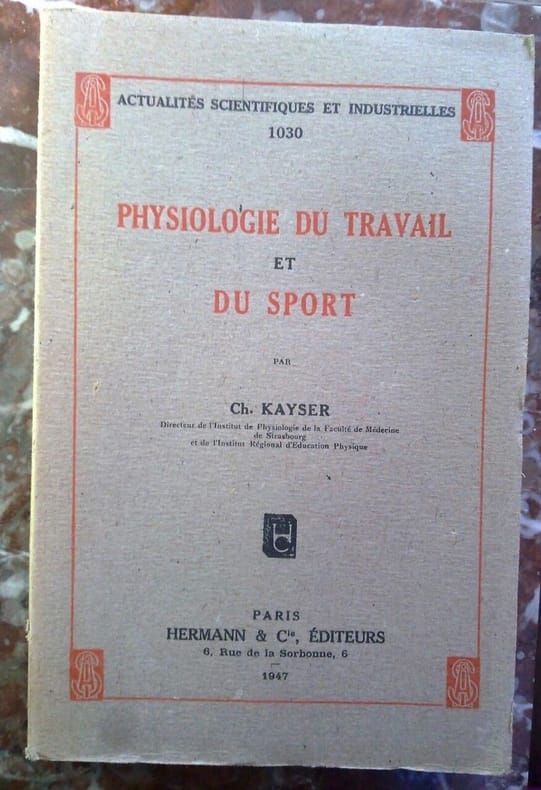 ACTUALITÉS SCIENTIFIQUES ET INDUSTRIELLES
1030
PHYSIOLOGIE DU TRAVAIL
ET
DU SPORT
PAR
Ch. KAYSER
Directeur de l'Institut de Physiologie de la Faculté de Médecine
de Strasbourg
et de l'Institut Régional d'Education Physique
HC
PARIS
HERMANN & Cie, ÉDITEURS
6, Rue de la Sorbonne, 6
1947